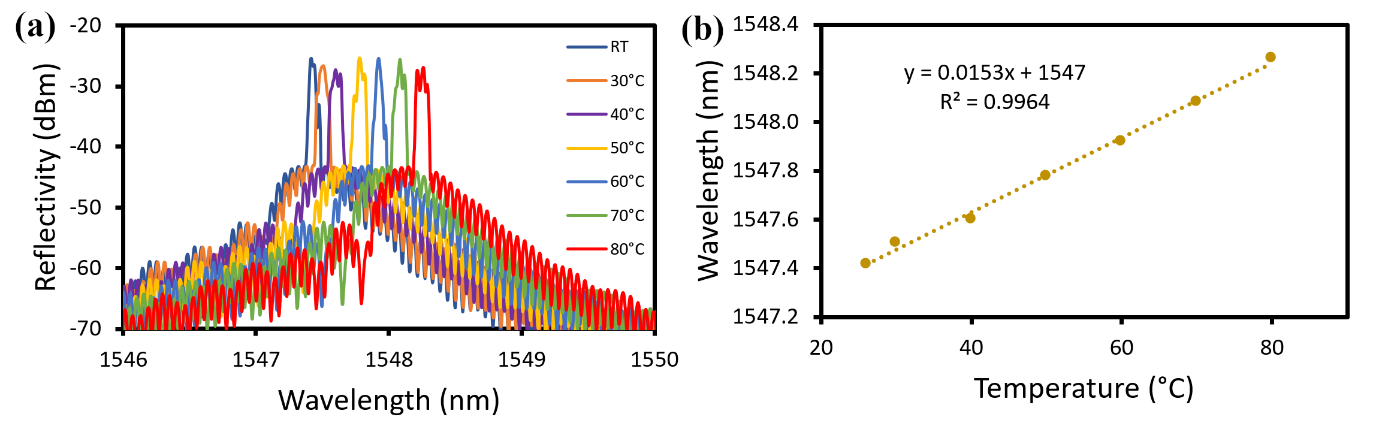 (a)
-20
-30
-40
-50
-60
-70
Reflectivity (dBm)
1546
1547
1548
1549
1550
Wavelength (nm)
RT
30°C
40°C
50°C
60°C
70°C
80°C
(b)
1548.4
1548.2
1548.0
1547.8
1547.6
1547.4
1547.2
Wavelength (nm)
y = 0.0153x + 1547
R² = 0.9964
20
40
60
80
Temperature (°C)